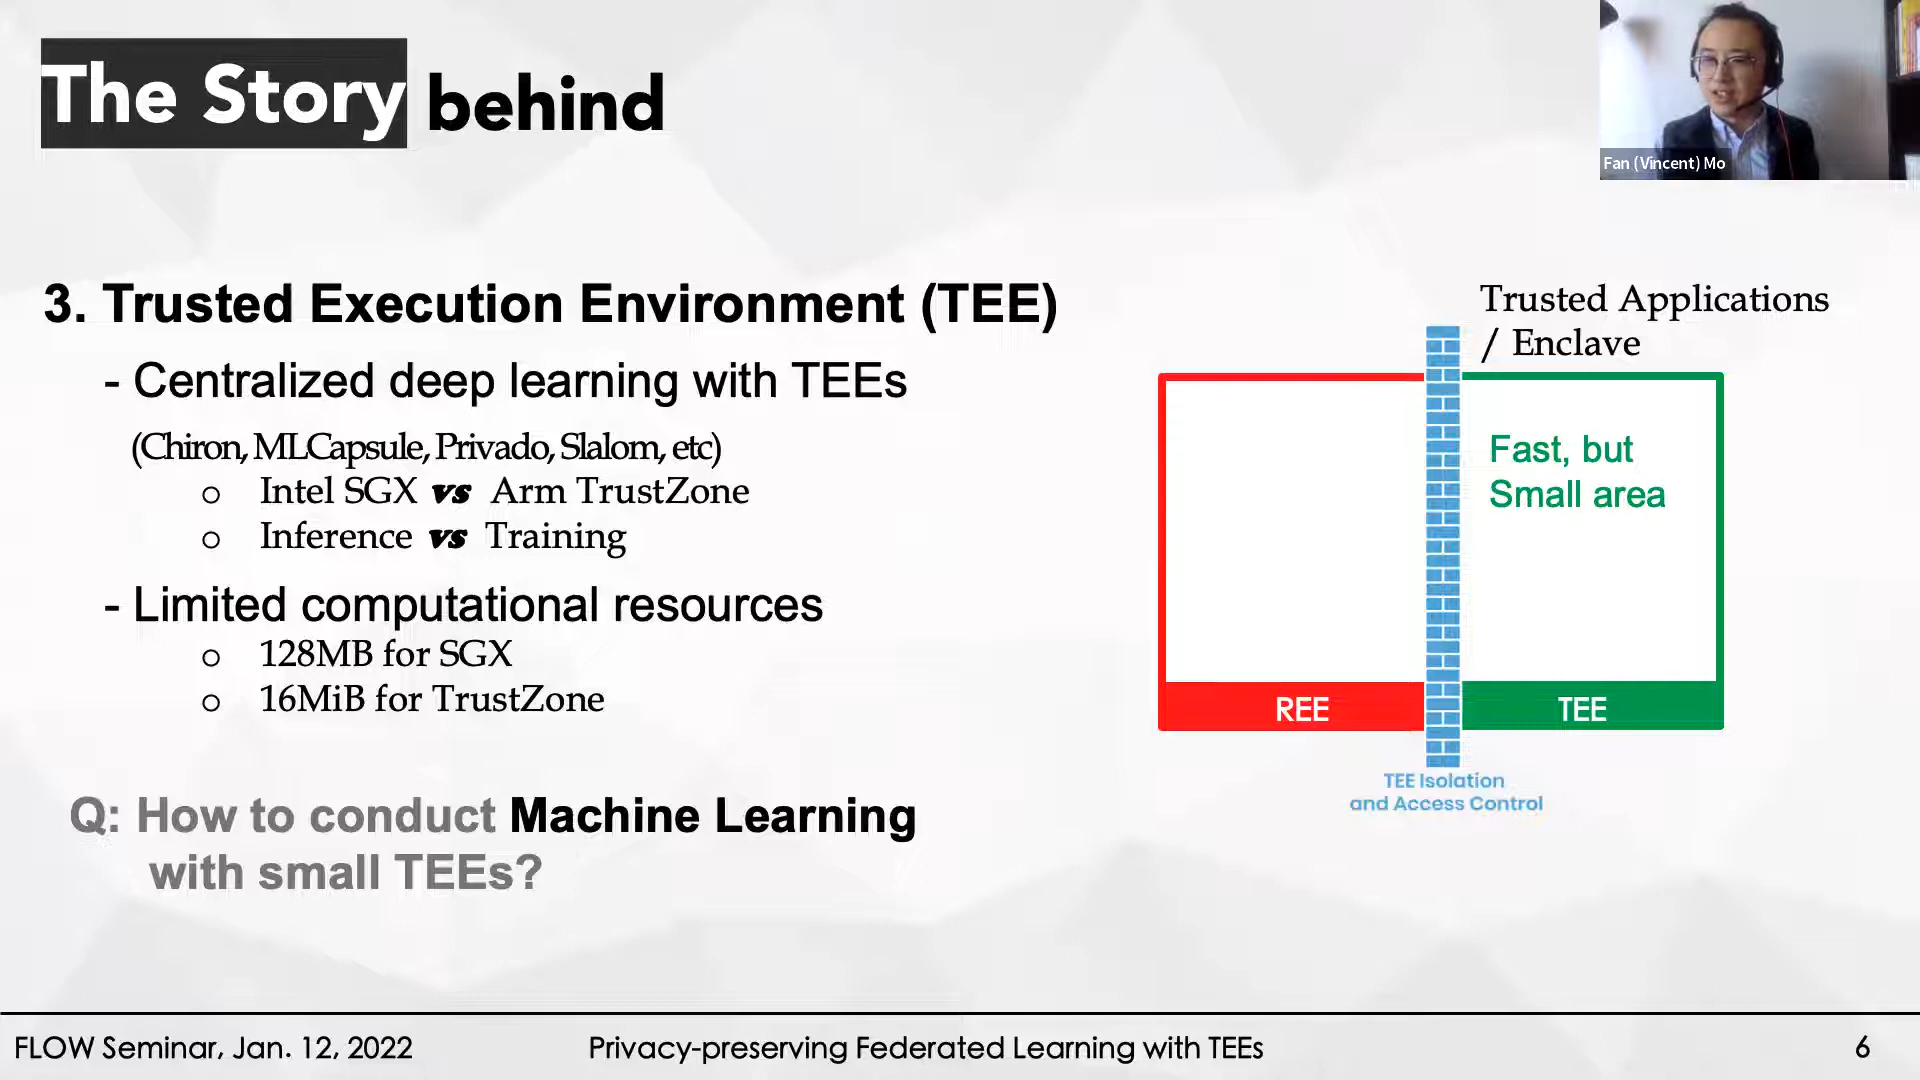 The Story behind
Fan (Vincent) Mo
3. Trusted Execution Environment (TEE)
- Centralized deep learning with TEEs
(Chiron, MLCapsule, Privado, Slalom, etc)
o Intel SGX vs Arm TrustZone
o Inference vs Training
- Limited computational resources
o 128MB for SGX
o 16MiB for TrustZone
Q: How to conduct Machine Learning
with small TEEs?
Trusted Applications
/ Enclave
Fast, but
Small area
REE
TEE
TEE Isolation
and Access Control
FLOW Seminar, Jan. 12, 2022
Privacy-preserving Federated Learning with TEEs
6